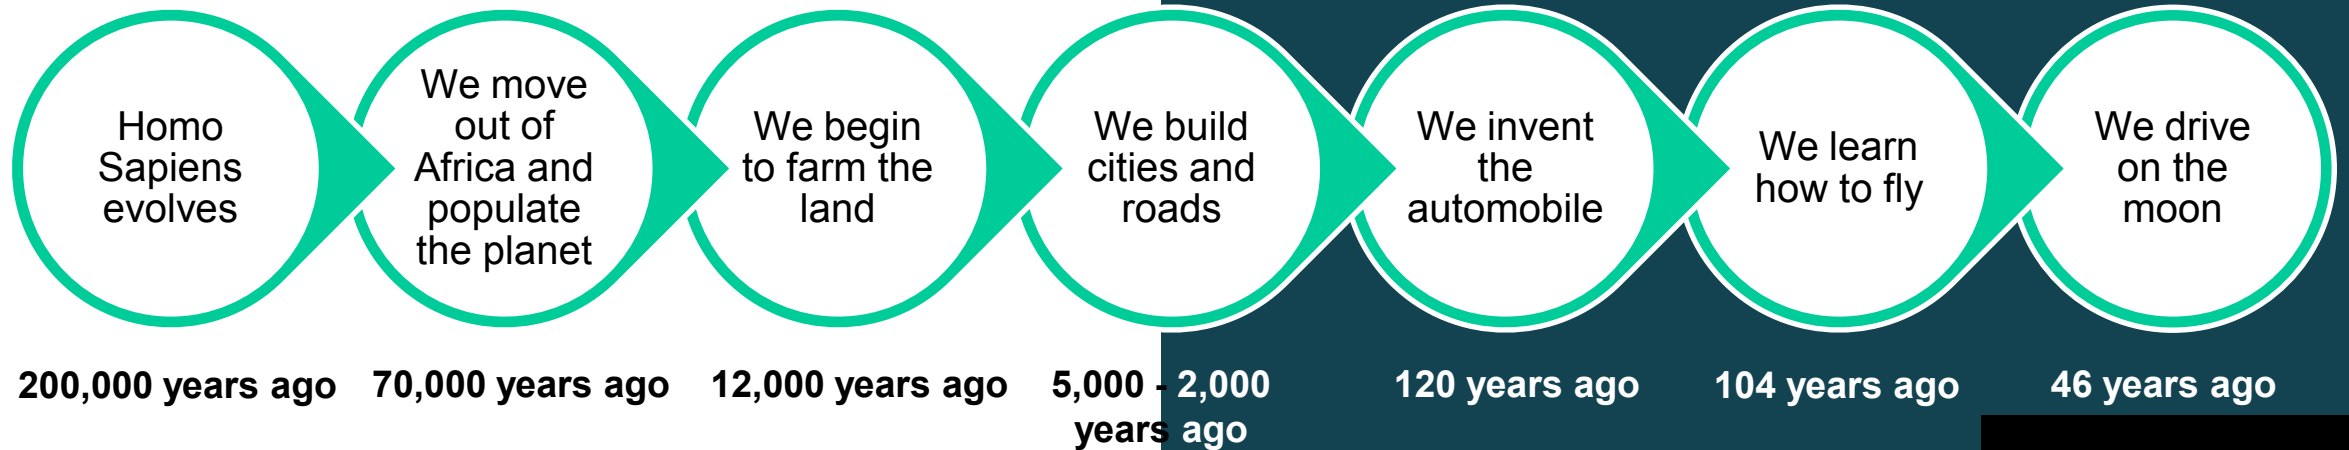 Homo
Sapiens
evolves
We move
out of
Africa and
populate
the planet
We begin
to farm the
land
We build
cities and
roads
We invent
the
automobile
We learn
how to fly
We drive
on the
moon
200,000 years ago
70,000 years ago
12,000 years ago
5,000 - 2,000
years ago
120 years ago
104 years ago
46 years ago